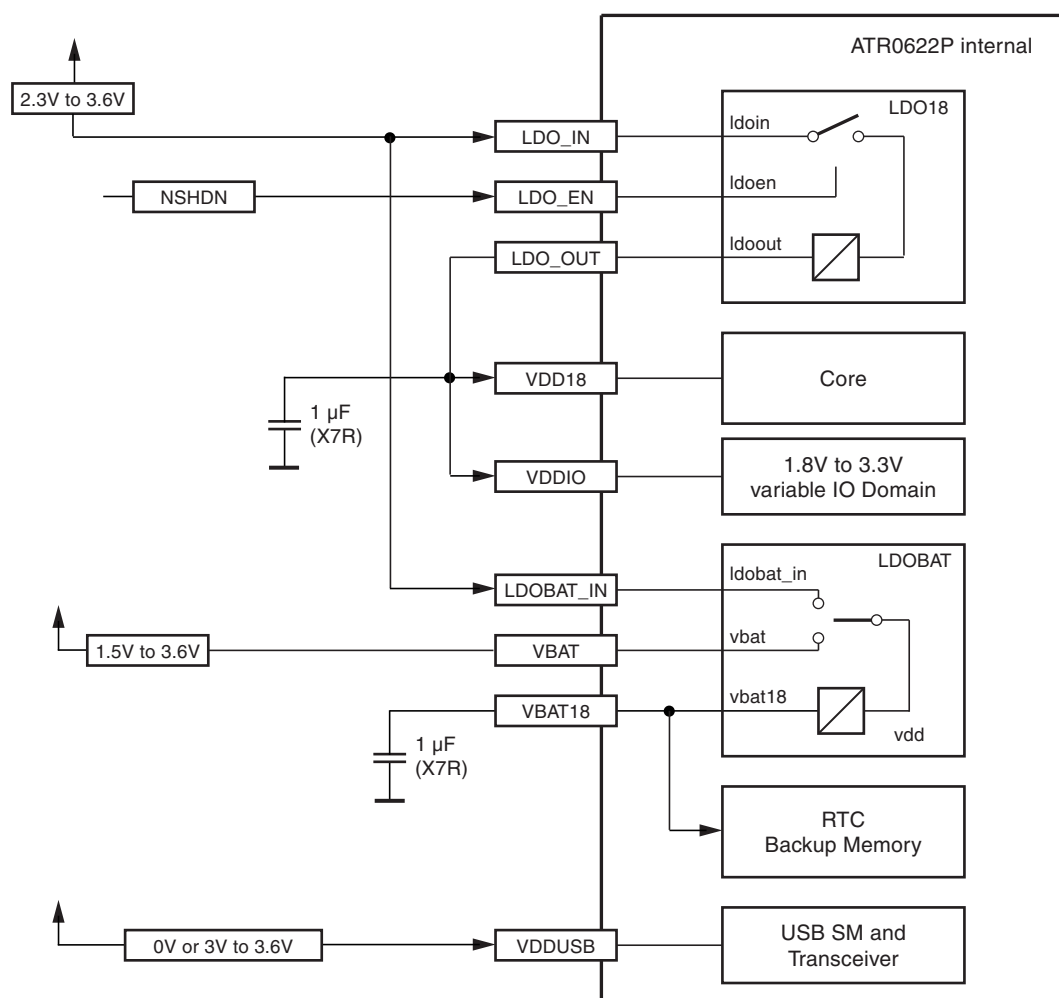 ATR0622P internal
2.3V to 3.6V
LDO18
LDO_IN
ldoin
NSHDN
LDO_EN
ldoen
LDO_OUT
ldoout
VDD18
Core
1 µF
(X7R)
VDDIO
1.8V to 3.3V
variable IO Domain
LDOBAT
LDOBAT_IN
ldobat_in
1.5V to 3.6V
VBAT
vbat
VBAT18
vbat18
vdd
1 µF
(X7R)
RTC
Backup Memory
0V or 3V to 3.6V
VDDUSB
USB SM and
Transceiver